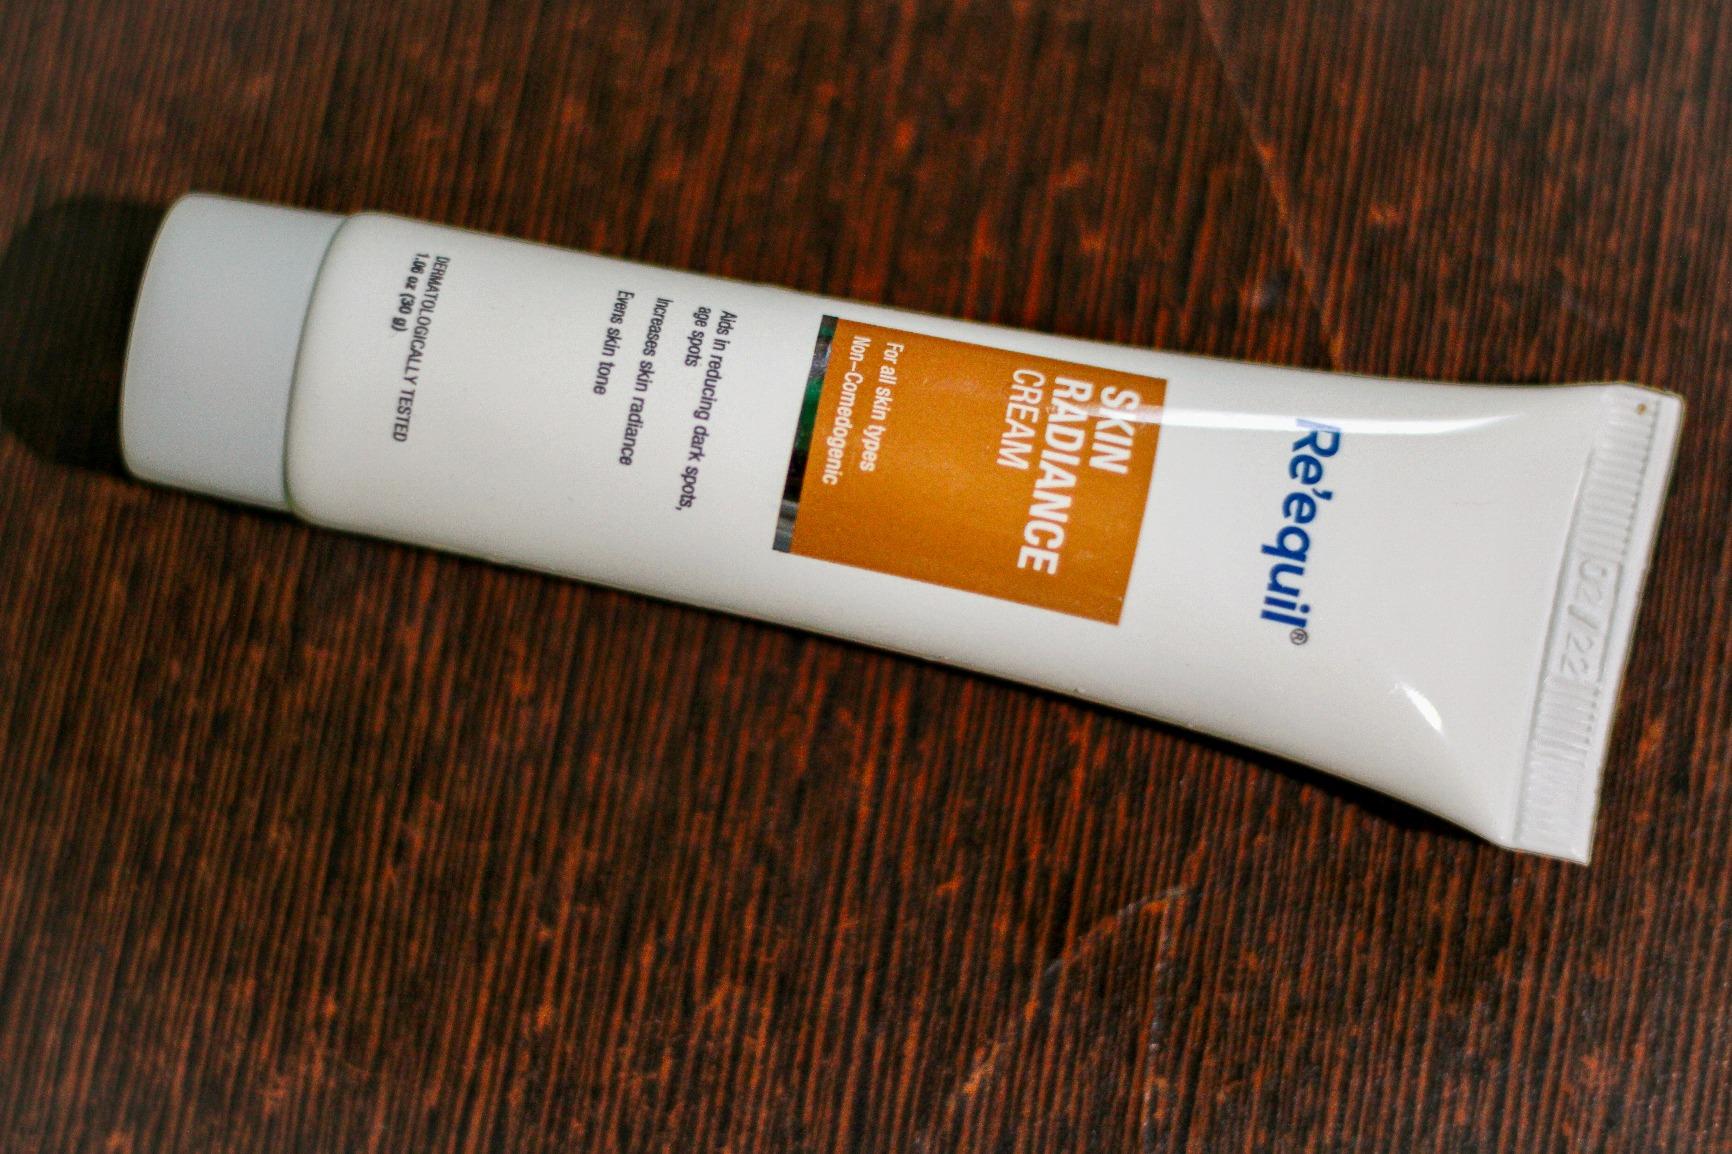 Re'equil®
SKIN
RADIANCE
CREAM
For all skin types
Non-Comedogenic
Aids in reducing dark spots,
age spots
Increases skin radiance
Evens skin tone
DERMATOLOGICALLY TESTED
1.06 oz (30 g)
02/22